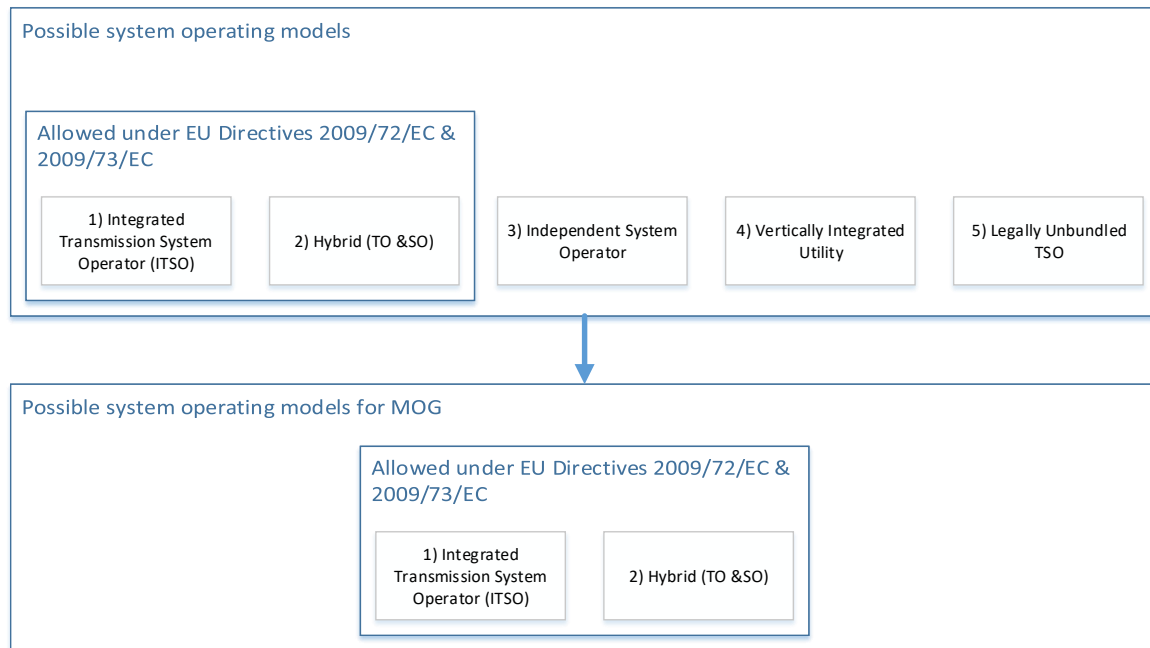 Possible system operating models
Allowed under EU Directives 2009/72/EC &
2009/73/EC
1) Integrated
Transmission System
Operator (ITSO)
2) Hybrid (TO &SO)
3) Independent System
Operator
4) Vertically Integrated
Utility
5) Legally Unbundled
TSO
Possible system operating models for MOG
Allowed under EU Directives 2009/72/EC &
2009/73/EC
1) Integrated
Transmission System
Operator (ITSO)
2) Hybrid (TO &SO)